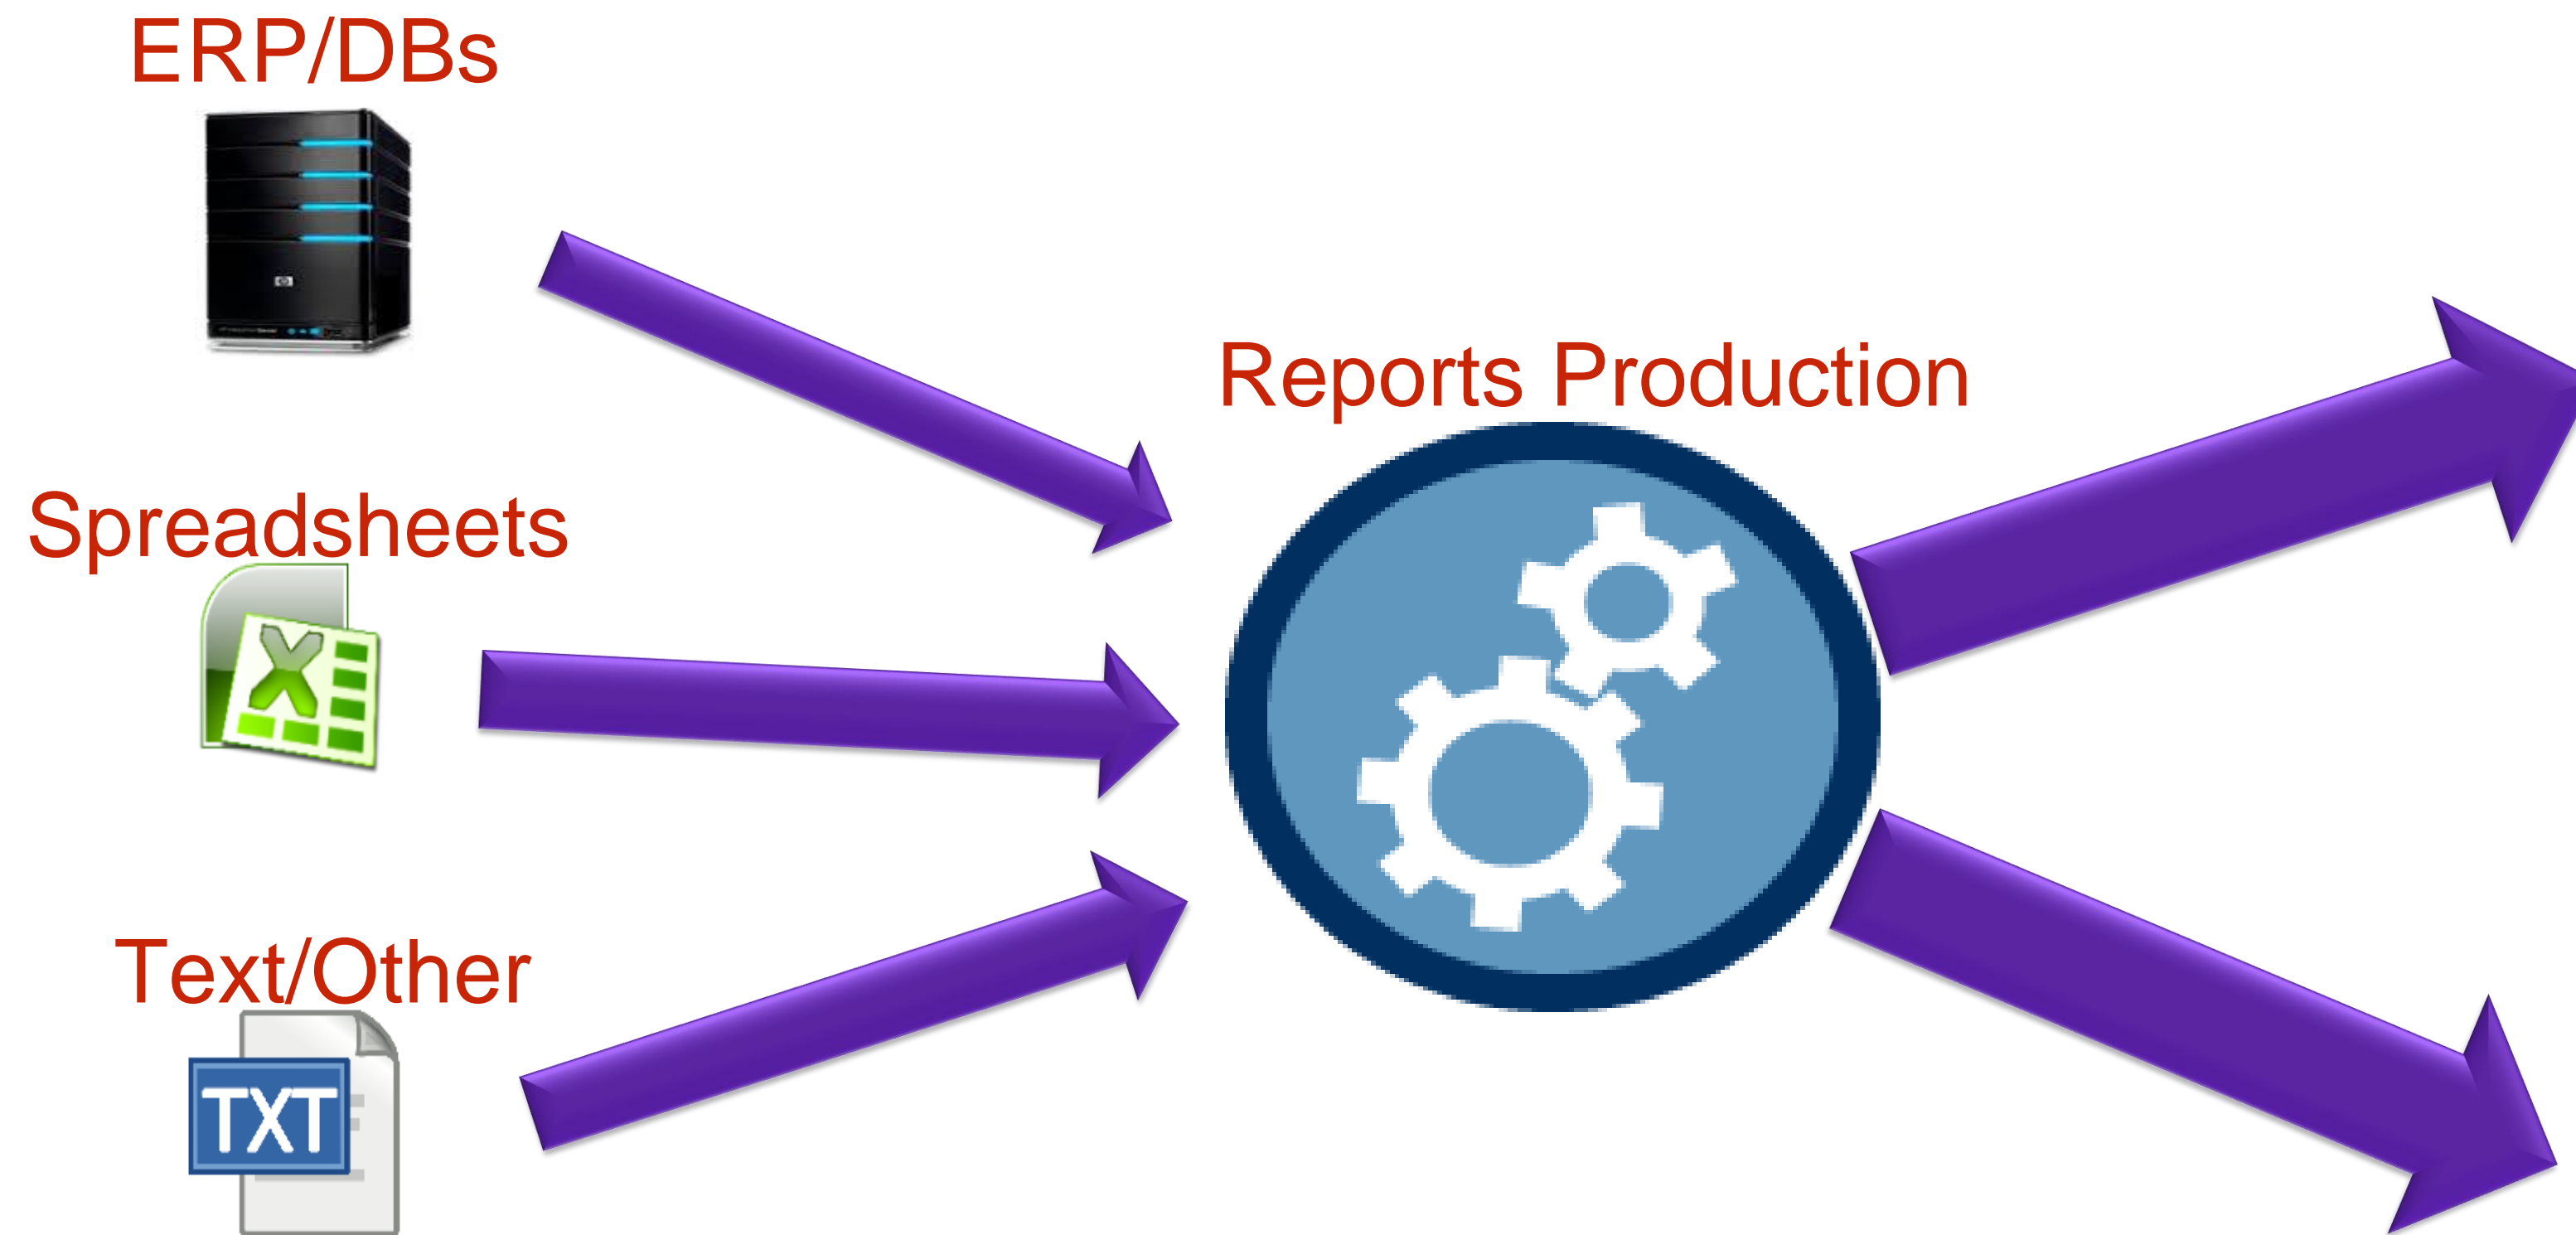 ERP/DBs
Reports Production
Spreadsheets
X
Text/Other
TXT